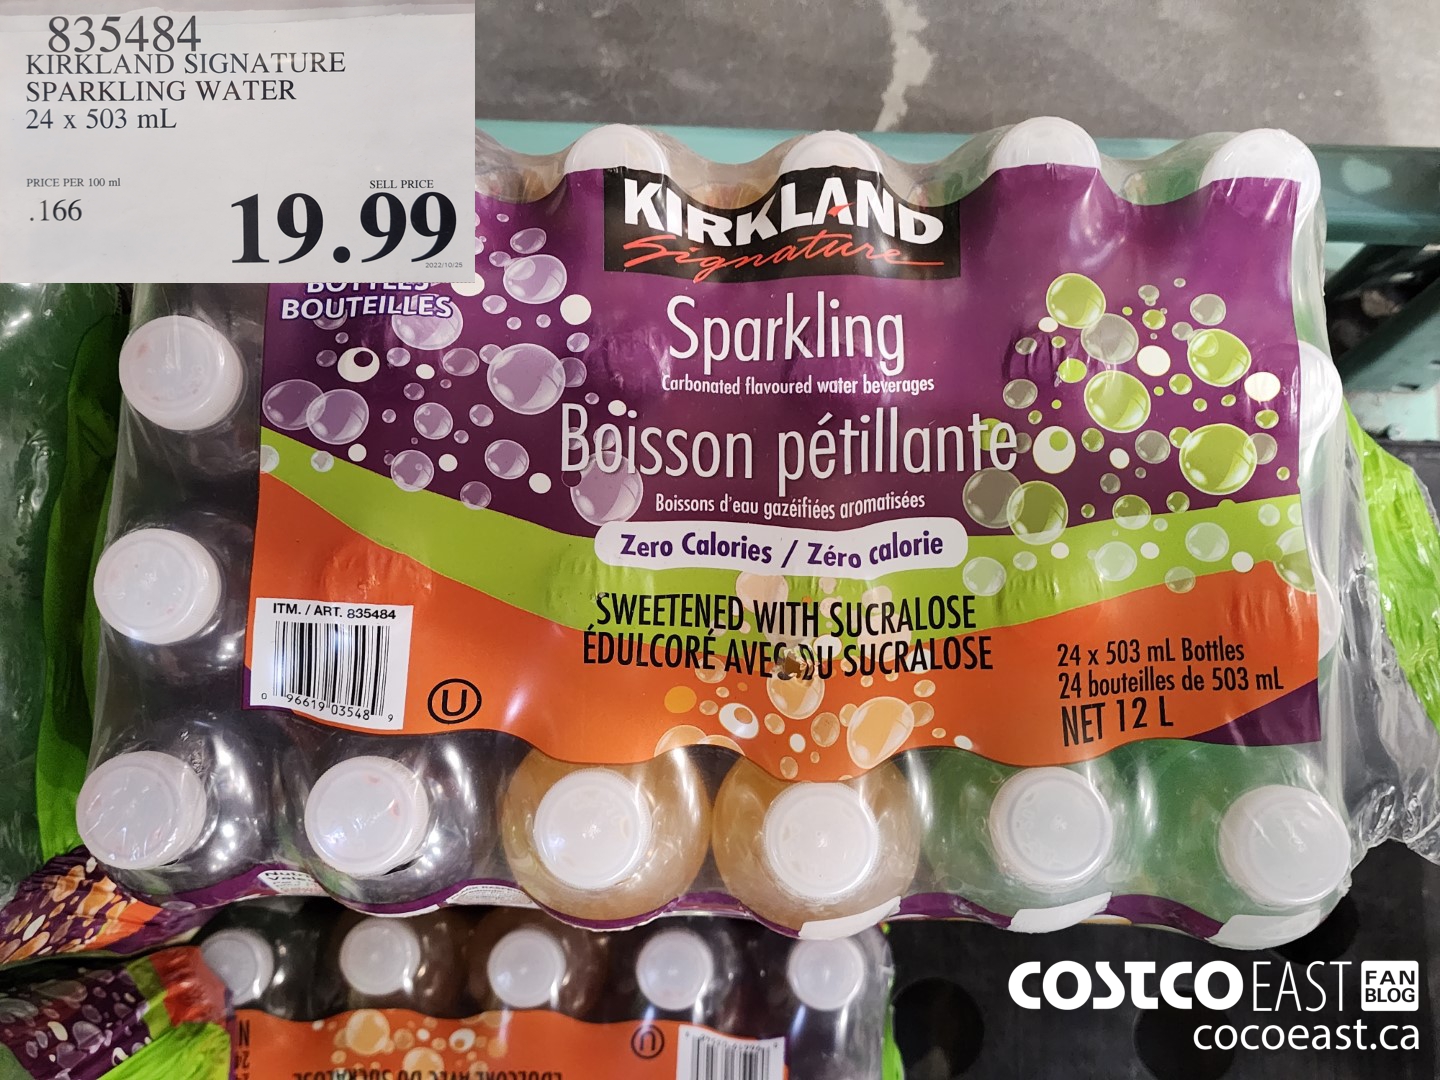 835484
KIRKLAND SIGNATURE
SPARKLING WATER
24 x 503 mL
PRICE PER 100 ml
.166
SELL PRICE
19.99
2022/10/25
BOTTLES
BOUTEILLES
KIRKLAND
Signature
Sparkling
Carbonated flavoured water beverages
Boisson pétillante
Boissons d'eau gazéifiées aromatisées
Zero Calories / Zéro calorie
SWEETENED WITH SUCRALOSE
ÉDULCORÉ AVEC DU SUCRALOSE
ITM. / ART. 835484
0 96619 03548 9
U
24 x 503 mL Bottles
24 bouteilles de 503 mL
NET 12 L
COSTCO EAST FAN BLOG
cocoeast.ca